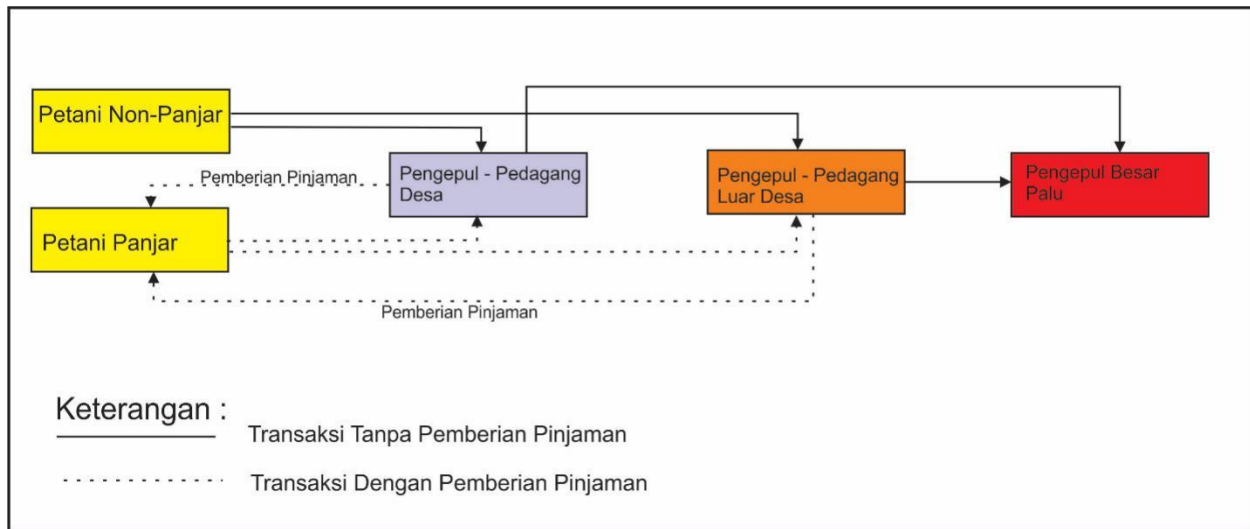 Petani Non-Panjar
Pemberian Pinjaman
Pengepul - Pedagang
Desa
Pengepul - Pedagang
Luar Desa
Pengepul Besar
Palu
Petani Panjar
Pemberian Pinjaman
Keterangan :
Transaksi Tanpa Pemberian Pinjaman
Transaksi Dengan Pemberian Pinjaman